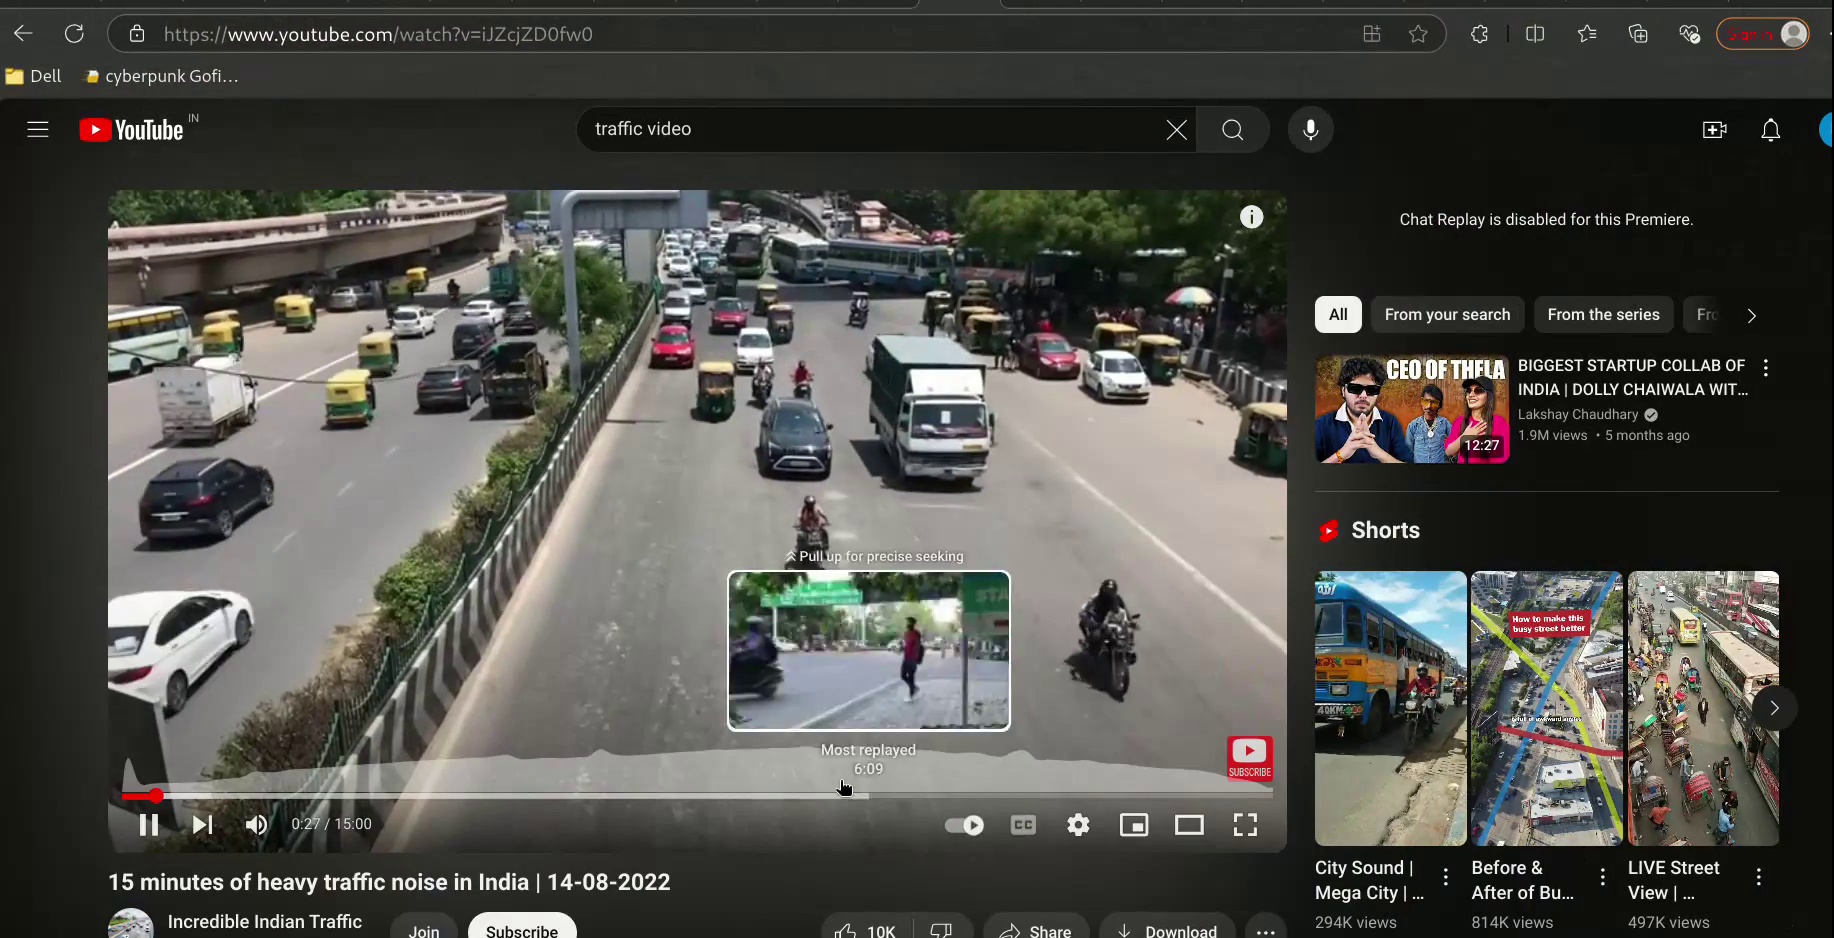 https://www.youtube.com/watch?v=iJZcjZD0fw0
Sign in
Dell
cyberpunk Gofi...
YouTube IN
traffic video
Chat Replay is disabled for this Premiere.
All
From your search
From the series
Fro
CEO OF THELA
12:27
BIGGEST STARTUP COLLAB OF
INDIA | DOLLY CHAIWALA WIT...
Lakshay Chaudhary
1.9M views • 5 months ago
Shorts
Pull up for precise seeking
STA
Most replayed
6:09
SUBSCRIBE
0:27 / 15:00
CC
How to make this
busy street better
City Sound |
Mega City | ...
294K views
Before &
After of Bu...
814K views
LIVE Street
View | ...
497K views
15 minutes of heavy traffic noise in India | 14-08-2022
Incredible Indian Traffic
Join
Subscribe
10K
Share
Download